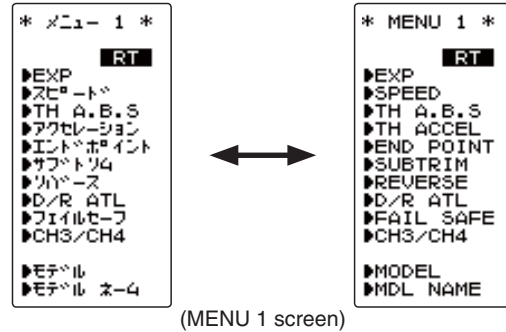 * メニュー 1 *
RT
▶EXP
▶スピード
▶TH A.B.S
▶アクセレーション
▶エンドポイント
▶サブトリム
▶リバース
▶D/R ATL
▶フェイルセーフ
▶CH3/CH4
▶モデル
▶モデル ネーム
* MENU 1 *
RT
▶EXP
▶SPEED
▶TH A.B.S
▶TH ACCEL
▶END POINT
▶SUBTRIM
▶REVERSE
▶D/R ATL
▶FAIL SAFE
▶CH3/CH4
▶MODEL
▶MDL NAME
(MENU 1 screen)